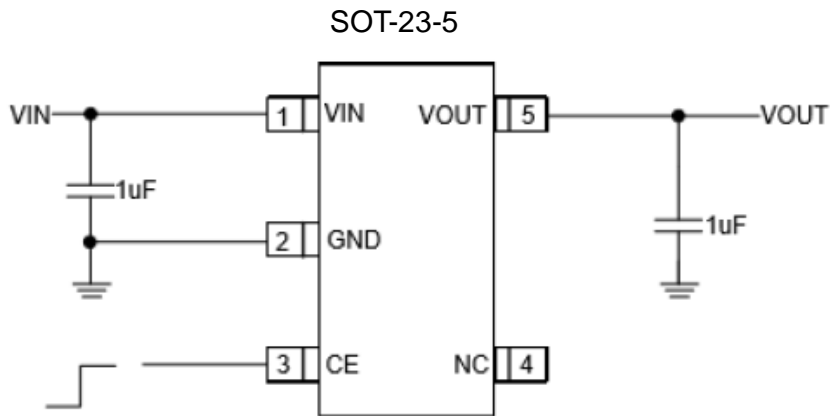 SOT-23-5
VIN 1 VIN VOUT 5 VOUT
1uF
1uF
2 GND
3 CE NC 4